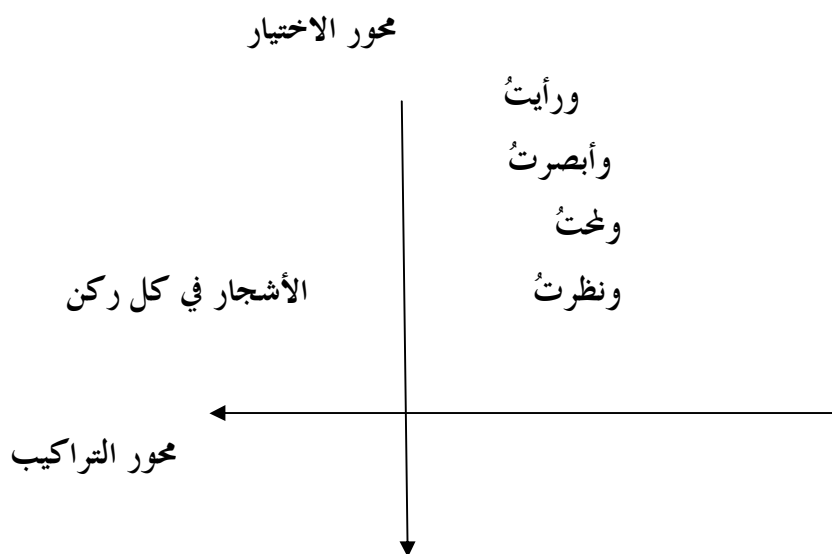 محور الاختيار
ورأيتُ
وأبصرتُ
ولمحتُ
ونظرتُ الأشجار في كل ركن
محور التراكيب